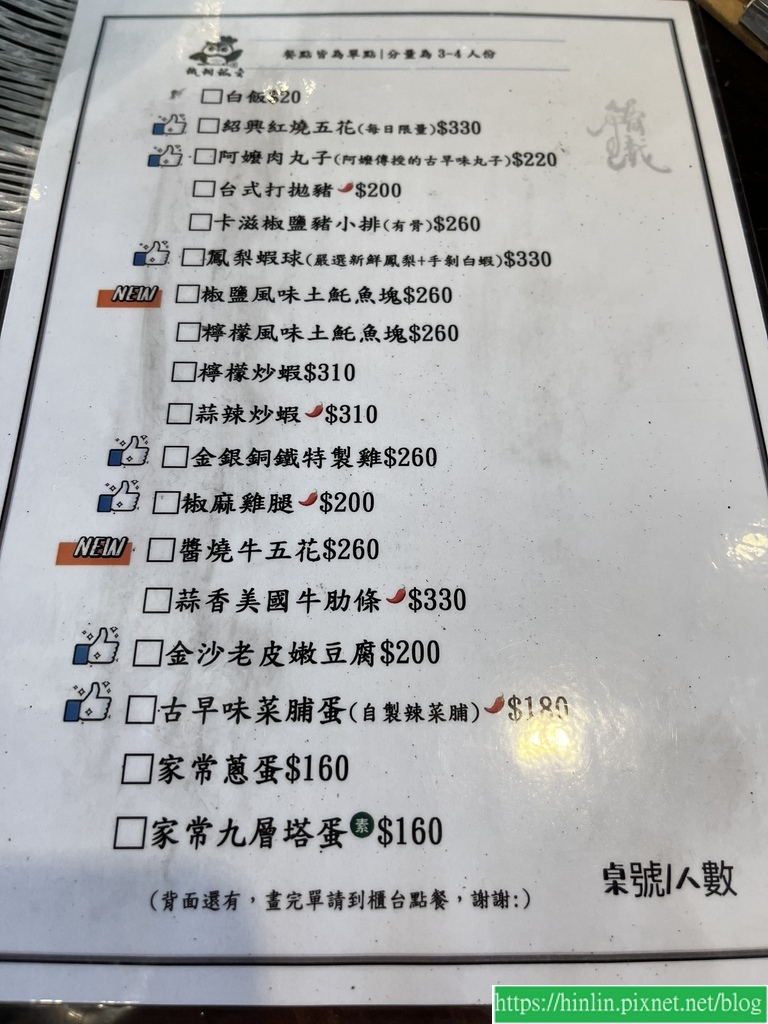 餐點皆為單點|分量為 3-4 人份
□白飯$20
□紹興紅燒五花(每日限量)$330
□阿嬤肉丸子(阿嬤傳授的古早味丸子)$220
□台式打拋豬$200
□卡滋椒鹽豬小排(有骨)$260
□鳳梨蝦球(嚴選新鮮鳳梨+手剝白蝦)$330
NEW □椒鹽風味土魠魚塊$260
□檸檬風味土魠魚塊$260
□檸檬炒蝦$310
□蒜辣炒蝦$310
□金銀銅鐵特製雞$260
□椒麻雞腿$200
NEW □醬燒牛五花$260
□蒜香美國牛肋條$330
□金沙老皮嫩豆腐$200
□古早味菜脯蛋(自製辣菜脯)$180
□家常蔥蛋$160
□家常九層塔蛋素$160
桌號/人數
(背面還有，畫完單請到櫃台點餐，謝謝:)
https://hinlin.pixnet.net/blog